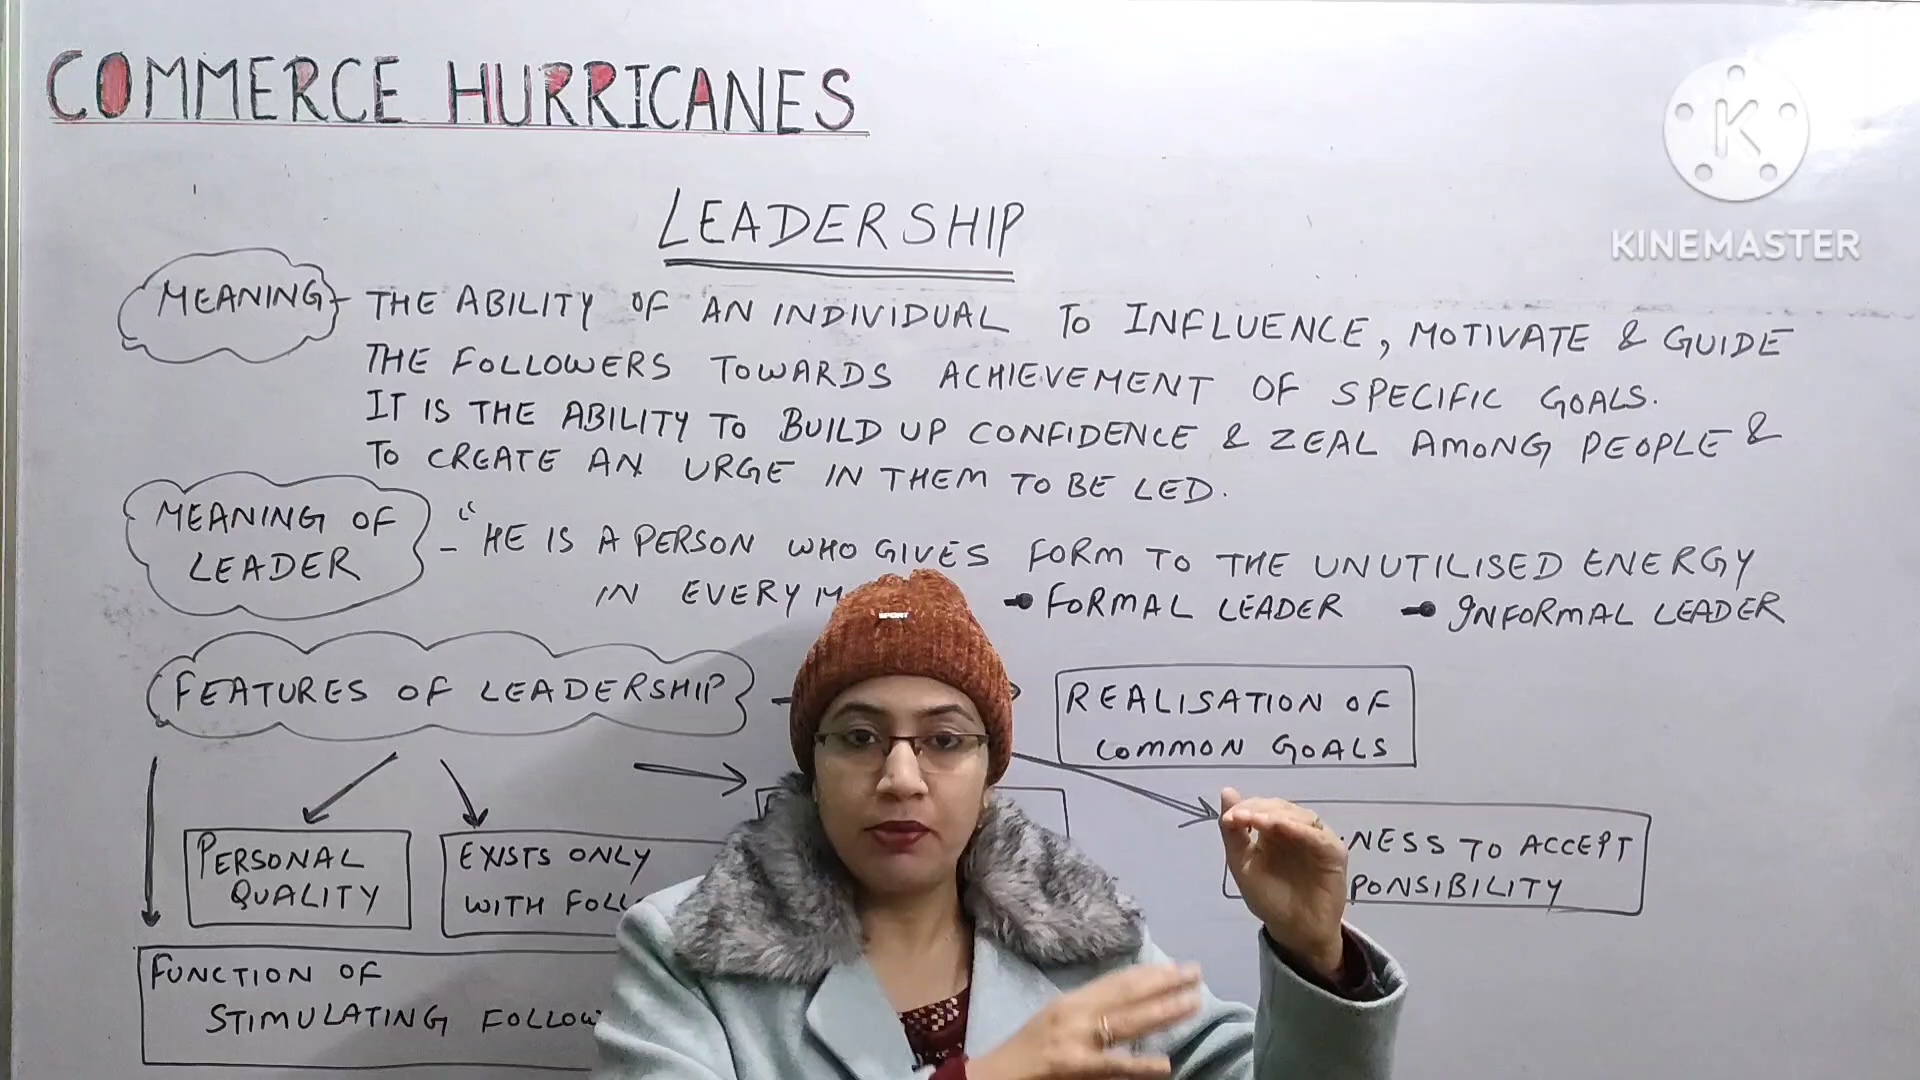 COMMERCE HURRICANES
K
KINEMASTER
LEADERSHIP
MEANING - THE ABILITY OF AN INDIVIDUAL TO INFLUENCE, MOTIVATE & GUIDE
THE FOLLOWERS TOWARDS ACHIEVEMENT OF SPECIFIC GOALS.
IT IS THE ABILITY TO BUILD UP CONFIDENCE & ZEAL AMONG PEOPLE &
TO CREATE AN URGE IN THEM TO BE LED.
MEANING OF
LEADER
- "HE IS A PERSON WHO GIVES FORM TO THE UNUTILISED ENERGY
IN EVERY
FORMAL LEADER
INFORMAL LEADER
FEATURES OF LEADERSHIP
REALISATION OF
COMMON GOALS
PERSONAL
QUALITY
EXISTS ONLY
WITH
TO ACCEPT
FUNCTION OF
STIMULATING